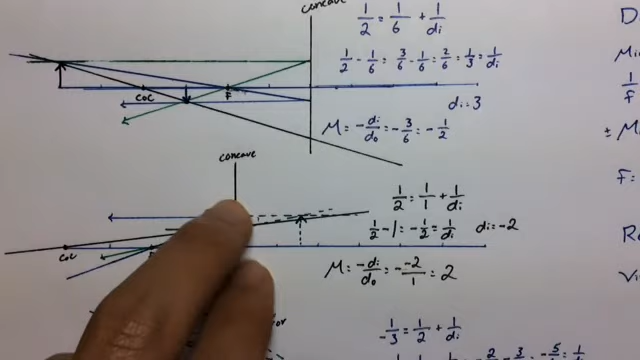 concave
1/2 = 1/6 + 1/di
1/2 - 1/6 = 3/6 - 1/6 = 2/6 = 1/3 = 1/di
di = 3
COC
F
M = -di/do = -3/6 = -1/2
concave
1/2 = 1/1 + 1/di
1/2 - 1 = -1/2 = 1/di di = -2
COC
M = -di/do = - -2/1 = 2
1/-3 = 1/2 + 1/di
D
Mi
1/f
± M
F:
R
Vi